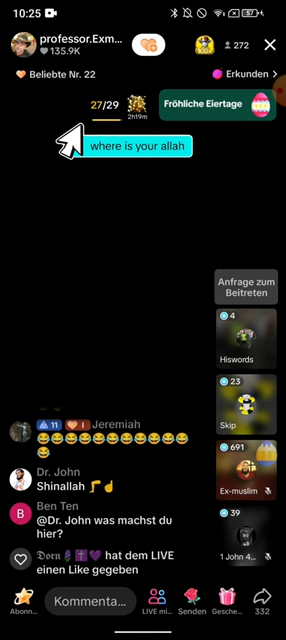 10:25
57
professor.Exm...
135.9K
272
Beliebte Nr. 22
Erkunden >
27/29
2h19m
Fröhliche Eiertage
where is your allah
Anfrage zum
Beitreten
4
Hiswords
23
Skip
691
Ex-muslim
39
1 John 4...
11
I
Jeremiah
Dr. John
Shinallah
B
Ben Ten
@Dr. John was machst du
hier?
𝔇𝔬𝔯𝔫 hat dem LIVE
einen Like gegeben
Abonn...
Kommenta...
LIVE mi...
Senden
Gesche...
332